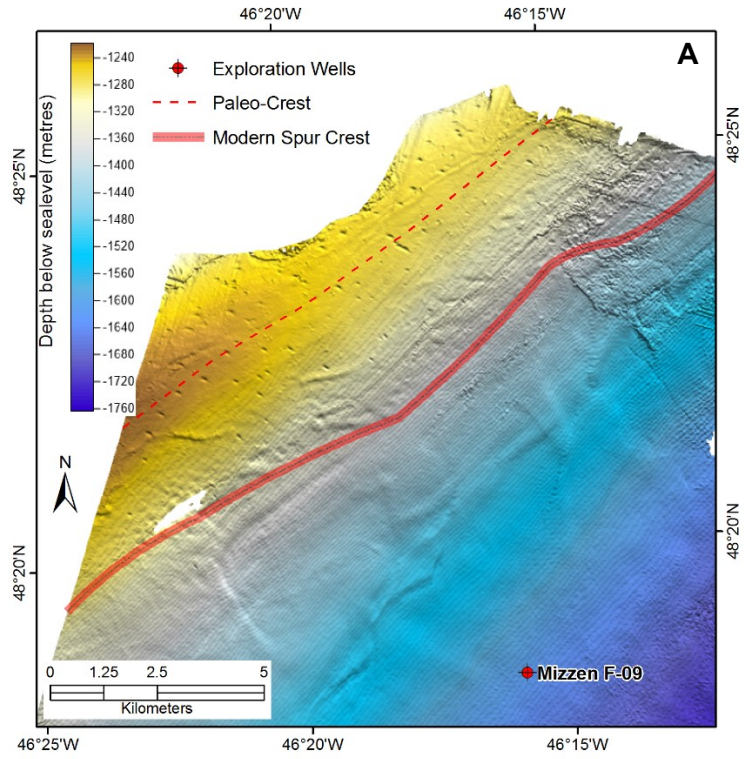 46°20'W
46°15'W
A
-1240
-1280
-1320
-1360
-1400
-1440
-1480
-1520
-1560
-1600
-1640
-1680
-1720
-1760
Depth below sealevel (metres)
Exploration Wells
Paleo-Crest
Modern Spur Crest
48°25'N
48°25'N
N
48°20'N
48°20'N
Mizzen F-09
0
1.25
2.5
5
Kilometers
46°25'W
46°20'W
46°15'W